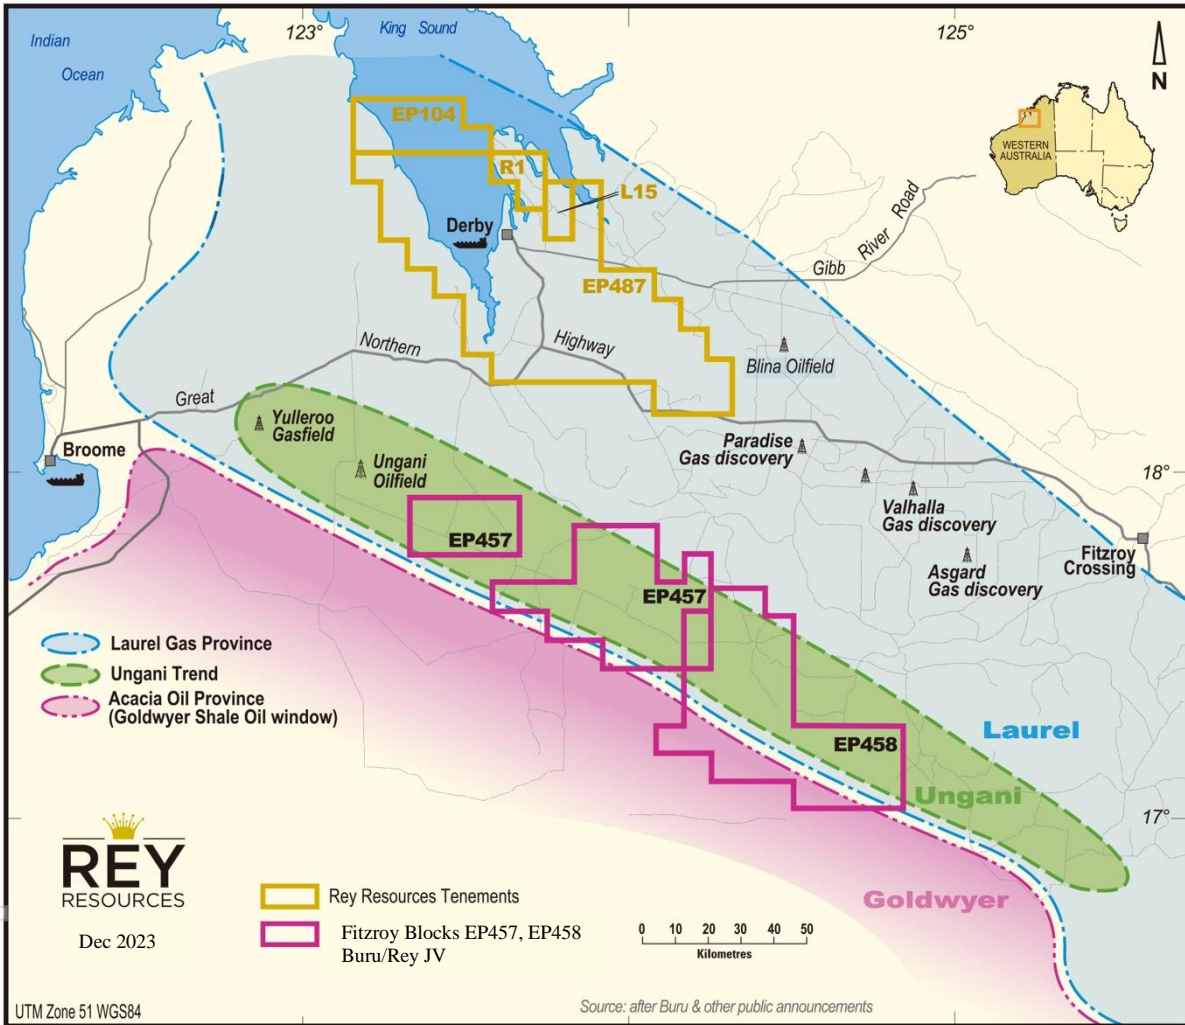 123°
King Sound
125°
Indian
Ocean
N
EP104
WESTERN
AUSTRALIA
R1
L15
Derby
Gibb River Road
EP487
Northern
Highway
Blina Oilfield
Great
Yulleroo
Gasfield
Broome
Ungani
Oilfield
Paradise
Gas discovery
18°
Valhalla
Gas discovery
EP457
Fitzroy
Crossing
Asgard
Gas discovery
EP457
Laurel Gas Province
Ungani Trend
Acacia Oil Province
(Goldwyer Shale Oil window)
Laurel
EP458
Ungani
17°
REY
RESOURCES
Goldwyer
Rey Resources Tenements
Dec 2023
Fitzroy Blocks EP457, EP458
Buru/Rey JV
0 10 20 30 40 50
Kilometres
UTM Zone 51 WGS84
Source: after Buru & other public announcements